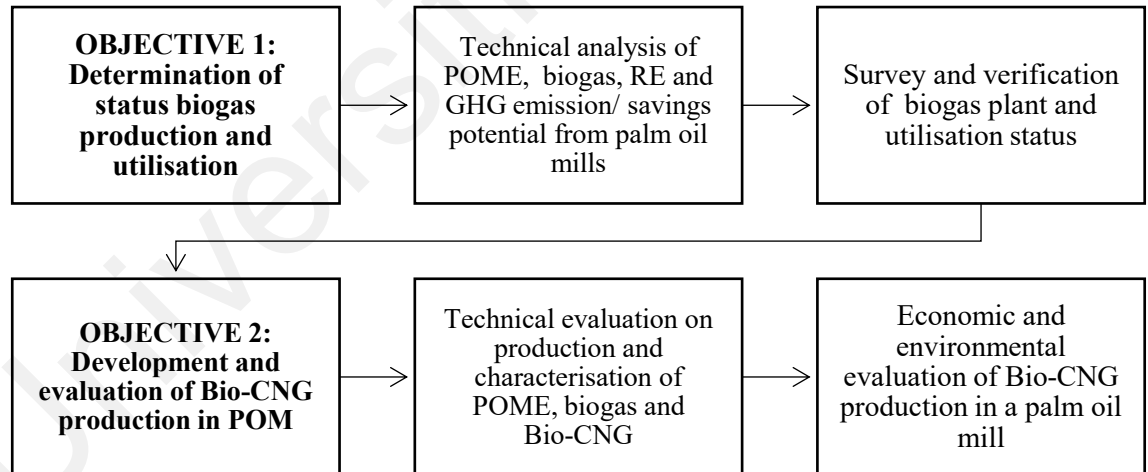 OBJECTIVE 1:
Determination of
status biogas
production and
utilisation
Technical analysis of
POME, biogas, RE and
GHG emission/ savings
potential from palm oil
mills
Survey and verification
of biogas plant and
utilisation status
OBJECTIVE 2:
Development and
evaluation of Bio-CNG
production in POM
Technical evaluation on
production and
characterisation of
POME, biogas and
Bio-CNG
Economic and
environmental
evaluation of Bio-CNG
production in a palm oil
mill
Universiti